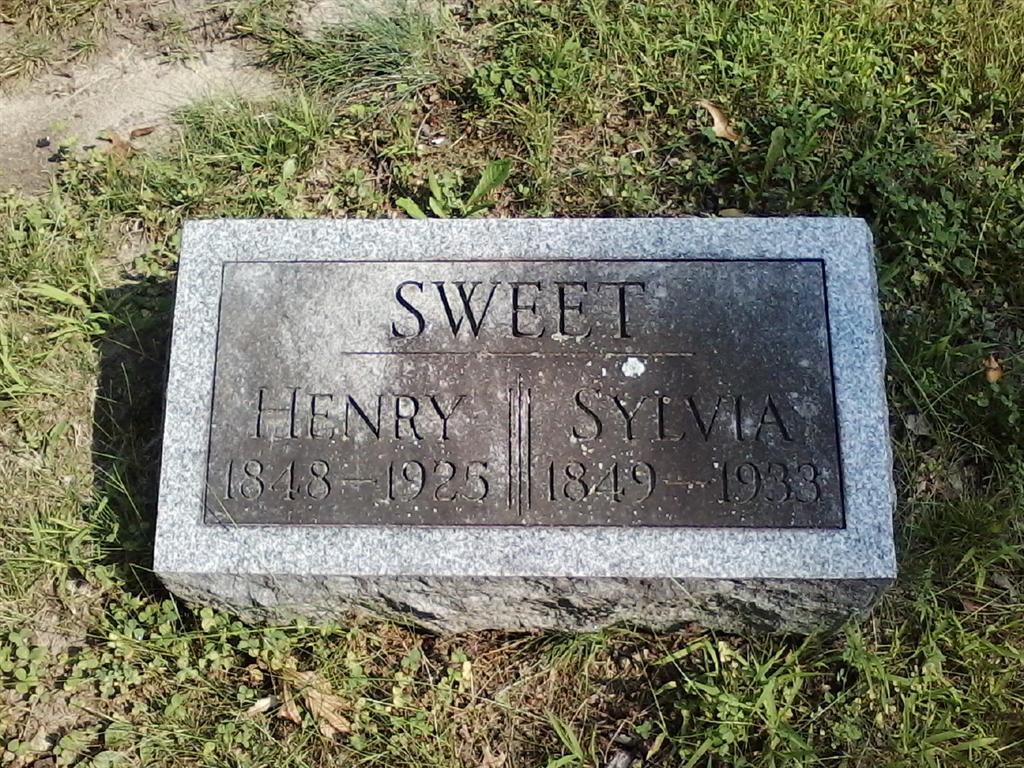 SWEET
HENRY SYLVIA
1848 — 1925 1849 — 1933